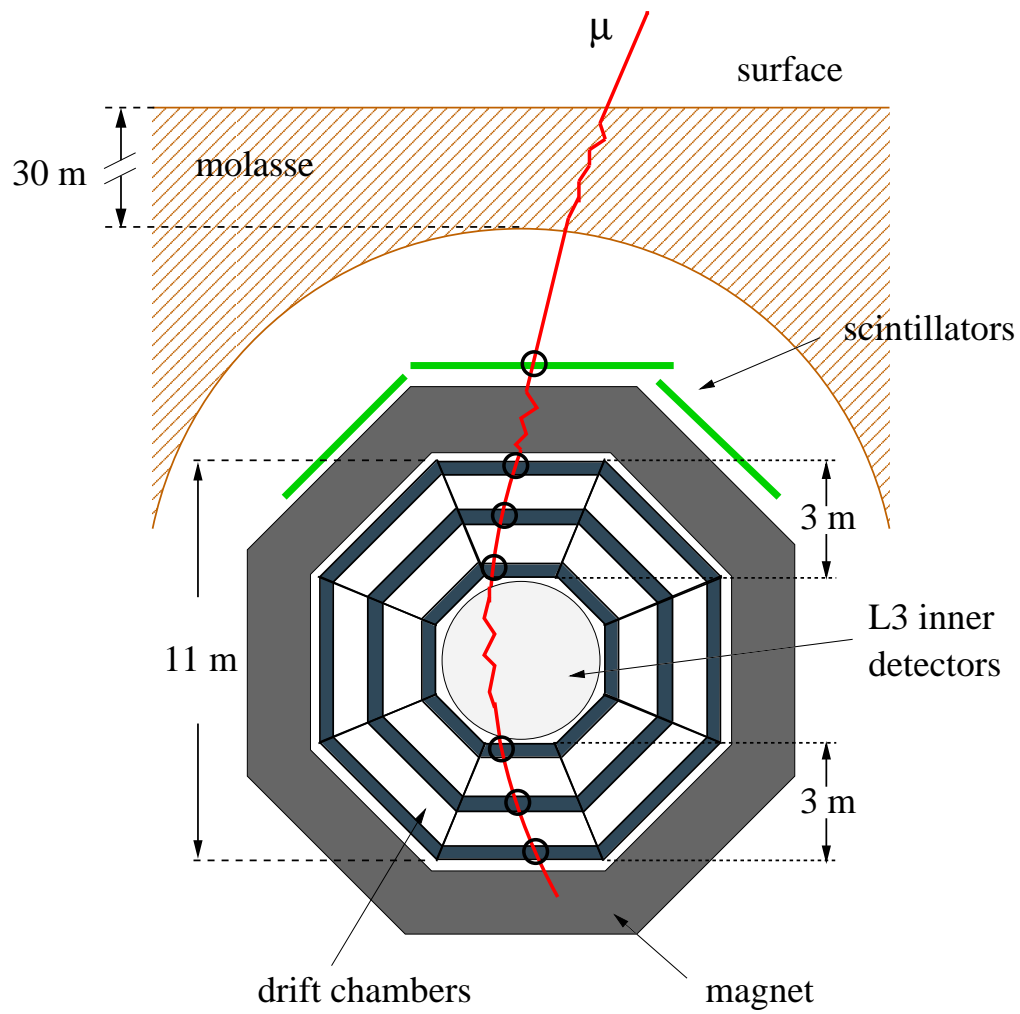 μ
surface
30 m
molasse
scintillators
3 m
11 m
L3 inner
detectors
3 m
drift chambers
magnet